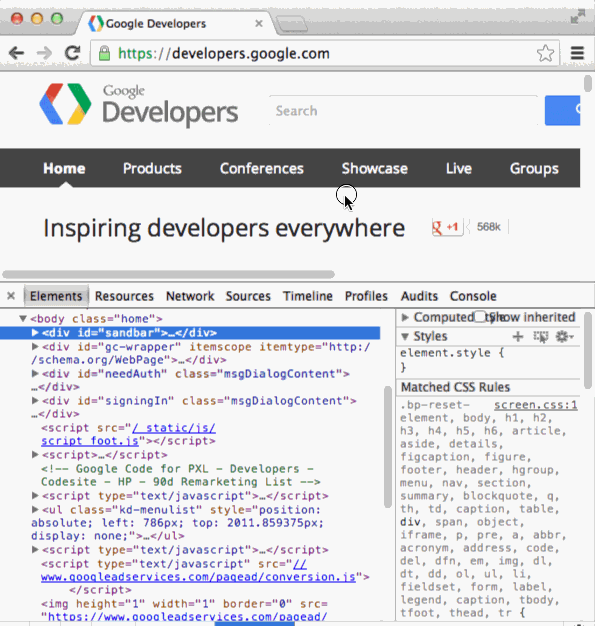 Google Developers
https://developers.google.com
Google
Developers
Search
Home Products Conferences Showcase Live Groups
Inspiring developers everywhere
+1 568k
Elements Resources Network Sources Timeline Profiles Audits Console
<body class="home">
<div id="sandbar">…</div>
<div id="gc-wrapper" itemscope itemtype="http:/
/schema.org/WebPage">…</div>
<div id="needAuth" class="msgDialogContent">
…</div>
<div id="signingIn" class="msgDialogContent">
…</div>
<script src="/_static/js/
script_foot.js"></script>
<script>…</script>
<!-- Google Code for PXL - Developers -
Codesite - HP - 90d Remarketing List -->
<script type="text/javascript">…</script>
<ul class="kd-menulist" style="position:
absolute; left: 786px; top: 2011.859375px;
display: none;">…</ul>
<script type="text/javascript">…</script>
<script type="text/javascript" src="//
www.googleadservices.com/pagead/conversion.js">
</script>
<img height="1" width="1" border="0" src=
"https://www.googleadservices.com/pagead/
Computed Style Show inherited
Styles
element.style {
}
Matched CSS Rules
.bp-reset- screen.css:1
element, body, h1, h2,
h3, h4, h5, h6, article,
aside, details,
figcaption, figure,
footer, header, hgroup,
menu, nav, section,
summary, blockquote, q,
th, td, caption, table,
div, span, object,
iframe, p, pre, a, abbr,
acronym, address, code,
del, dfn, em, img, dl,
dt, dd, ol, ul, li,
fieldset, form, label,
legend, caption, tbody,
tfoot, thead, tr {